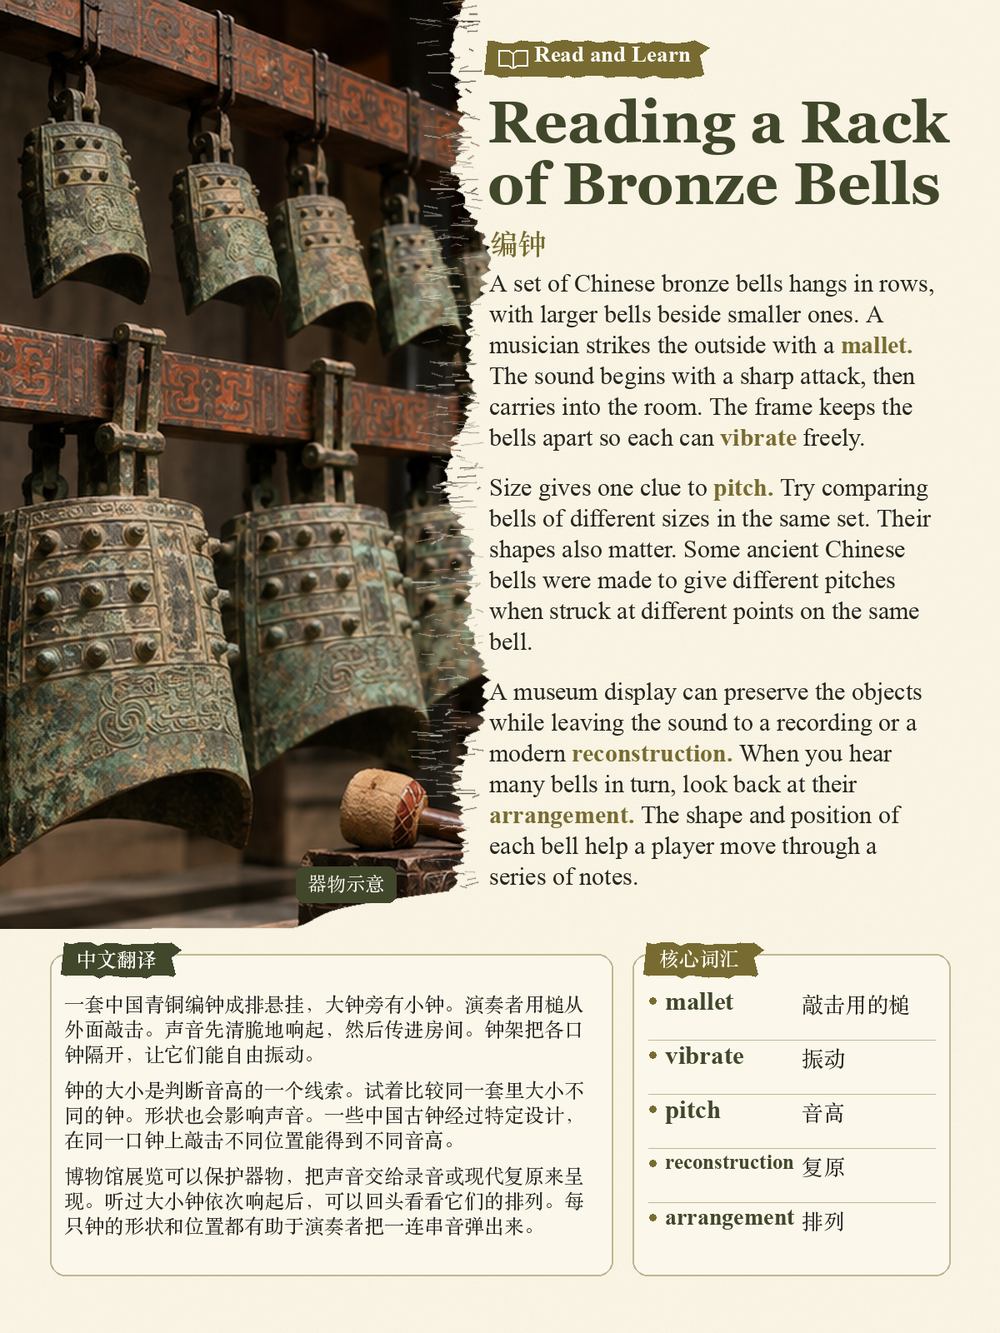 Read and Learn
Reading a Rack
of Bronze Bells
编钟
A set of Chinese bronze bells hangs in rows,
with larger bells beside smaller ones. A
musician strikes the outside with a mallet.
The sound begins with a sharp attack, then
carries into the room. The frame keeps the
bells apart so each can vibrate freely.
Size gives one clue to pitch. Try comparing
bells of different sizes in the same set. Their
shapes also matter. Some ancient Chinese
bells were made to give different pitches
when struck at different points on the same
bell.
A museum display can preserve the objects
while leaving the sound to a recording or a
modern reconstruction. When you hear
many bells in turn, look back at their
arrangement. The shape and position of
each bell help a player move through a
series of notes.
器物示意
中文翻译
一套中国青铜编钟成排悬挂，大钟旁有小钟。演奏者用槌从
外面敲击。声音先清脆地响起，然后传进房间。钟架把各口
钟隔开，让它们能自由振动。
钟的大小是判断音高的一个线索。试着比较同一套里大小不
同的钟。形状也会影响声音。一些中国古钟经过特定设计，
在同一口钟上敲击不同位置能得到不同音高。
博物馆展览可以保护器物，把声音交给录音或现代复原来呈
现。听过大小钟依次响起后，可以回头看看它们的排列。每
只钟的形状和位置都有助于演奏者把一连串音弹出来。
核心词汇
• mallet 敲击用的槌
• vibrate 振动
• pitch 音高
• reconstruction 复原
• arrangement 排列